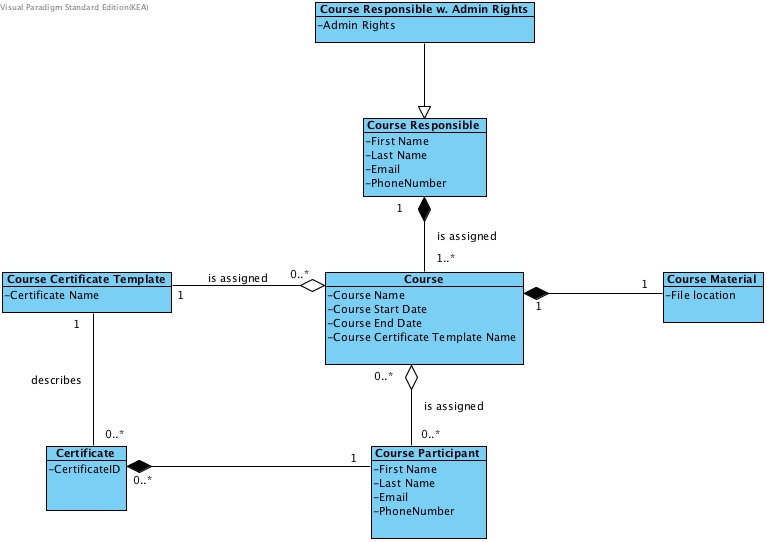 Visual Paradigm Standard Edition(KEA)
Course Responsible w. Admin Rights
-Admin Rights
Course Responsible
-First Name
-Last Name
-Email
-PhoneNumber
1
is assigned
1..*
Course Certificate Template
-Certificate Name
is assigned
0..*
1
Course
-Course Name
-Course Start Date
-Course End Date
-Course Certificate Template Name
1
1
Course Material
-File location
1
describes
0..*
0..*
is assigned
0..*
Certificate
-CertificateID
0..*
1
Course Participant
-First Name
-Last Name
-Email
-PhoneNumber